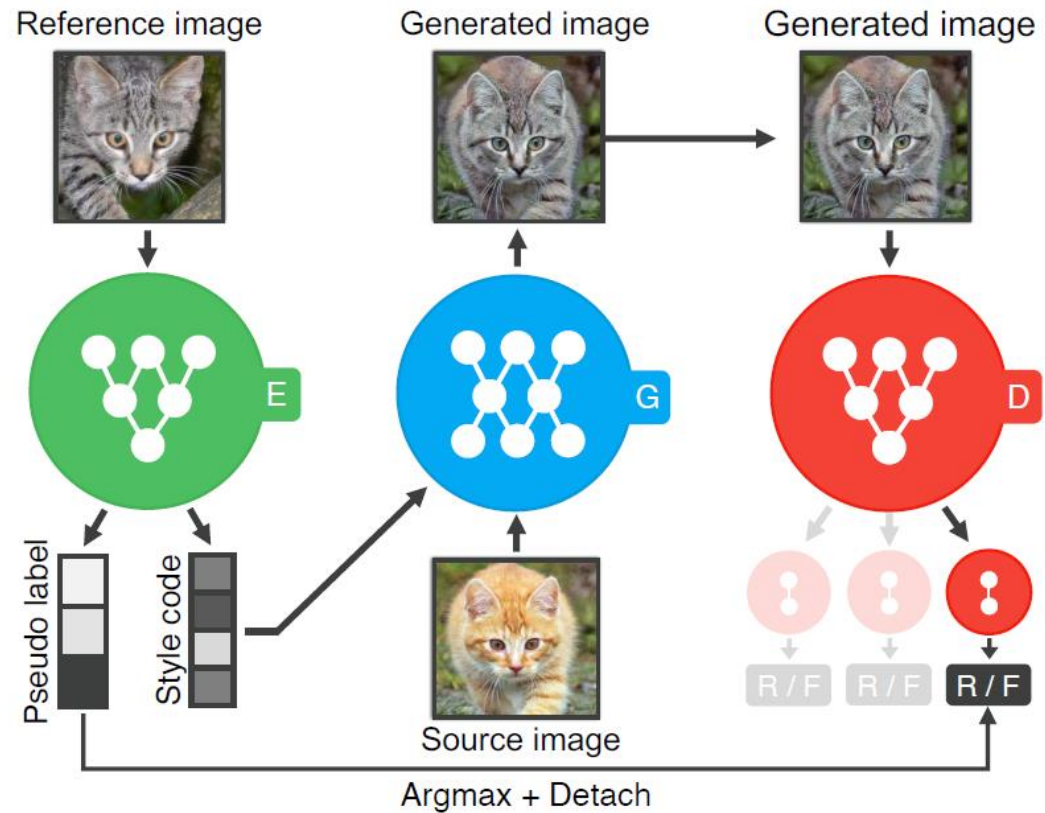 Reference image
Generated image
Generated image
E
G
D
Pseudo label
Style code
R / F
R / F
R / F
Source image
Argmax + Detach